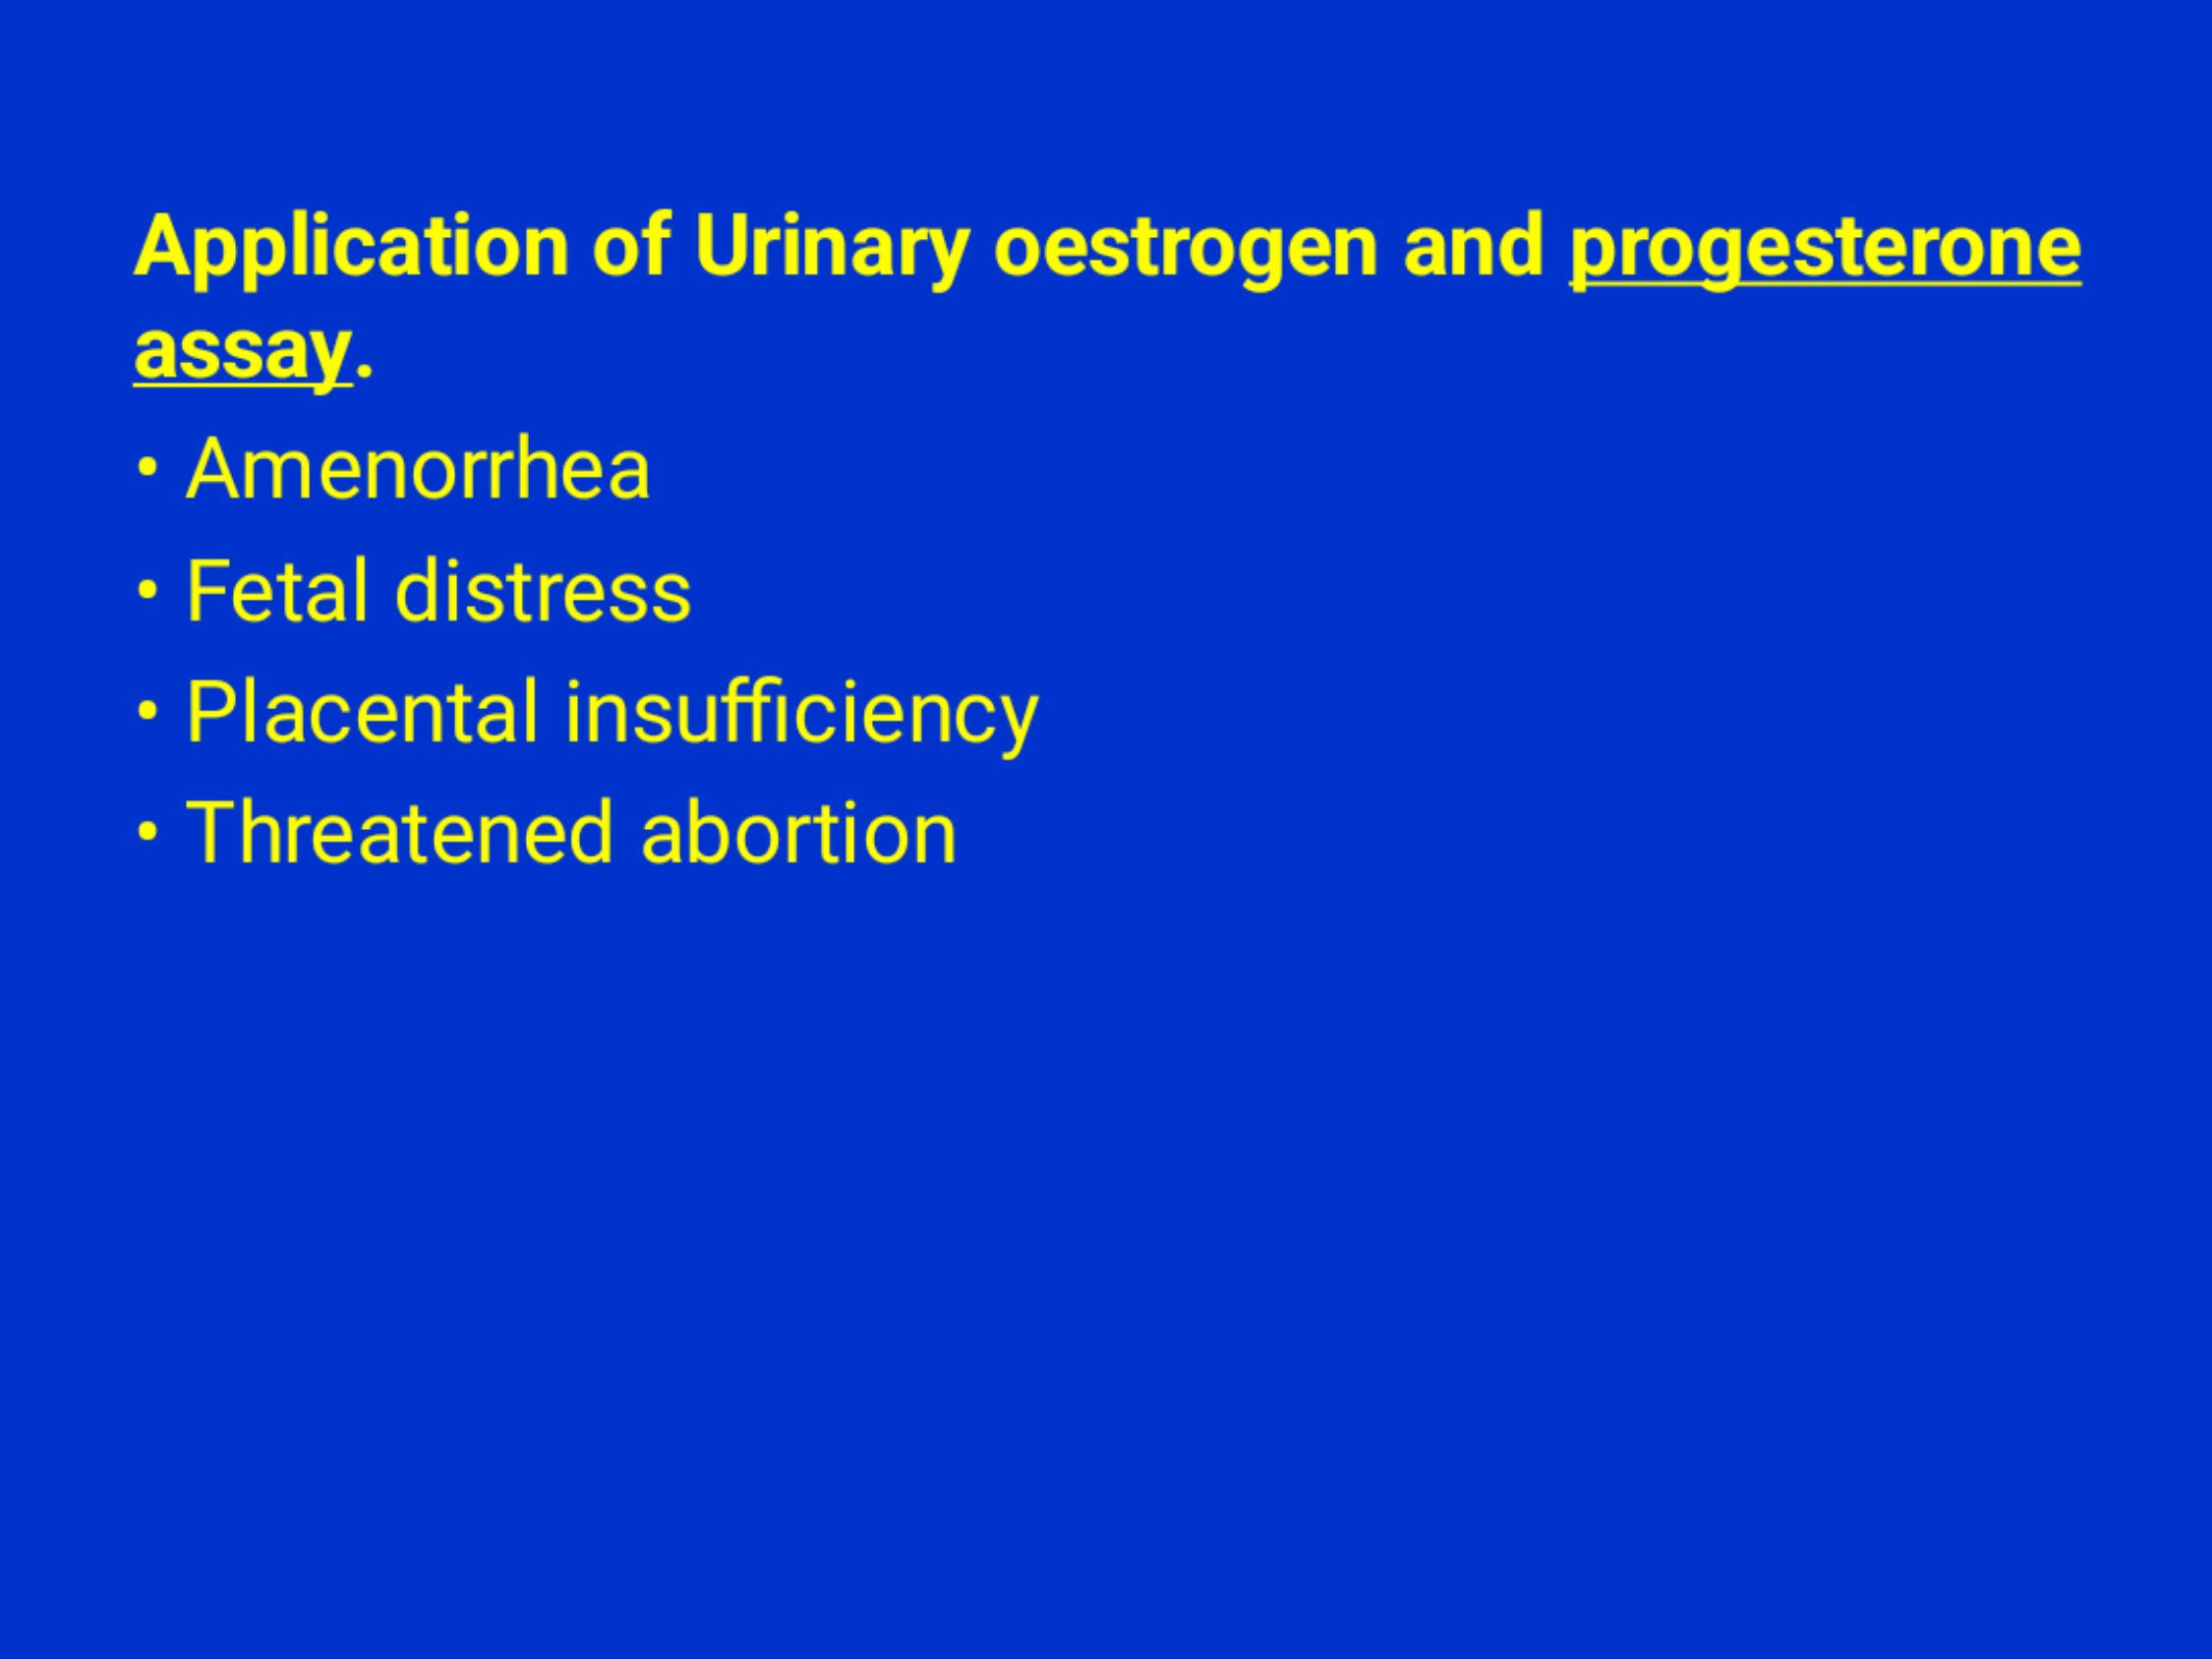 Application of Urinary oestrogen and progesterone
assay.
• Amenorrhea
• Fetal distress
• Placental insufficiency
• Threatened abortion